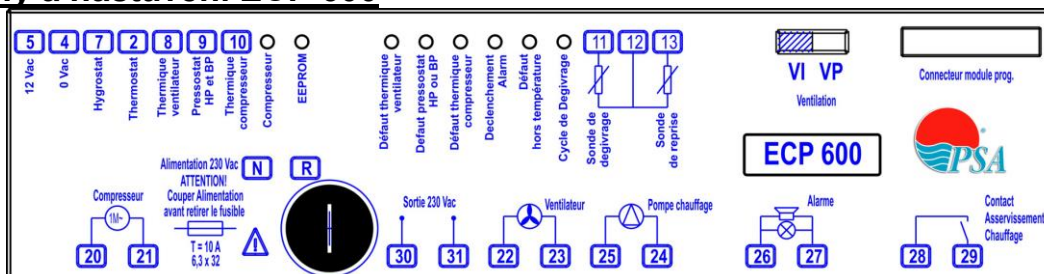 a nastavení ECP 600
5 4 7 2 8 9 10
12 Vac
0 Vac
Hygrostat
Thermostat
Thermique
ventilateur
Pressostat
HP et BP
Thermique
compresseur
Compresseur
EEPROM
Défaut thermique
ventilateur
Defaut pressostat
HP ou BP
Défaut thermique
compresseur
Declenchement
Alarm
Défaut
hors température
Cycle de Degivrage
11 12 13
Sonde de
degivrage
Sonde
de reprise
VI VP
Ventilation
Connecteur module prog.
ECP 600
PSA
Alimentation 230 Vac
ATTENTION!
Couper Alimentation
avant retirer le fusible
T = 10 A
6,3 x 32
N R
Compresseur
1M~
20 21
Sortie 230 Vac
30 31
Ventilateur
22 23
Pompe chauffage
25 24
Alarme
26 27
Contact
Asservissement
Chauffage
28 29